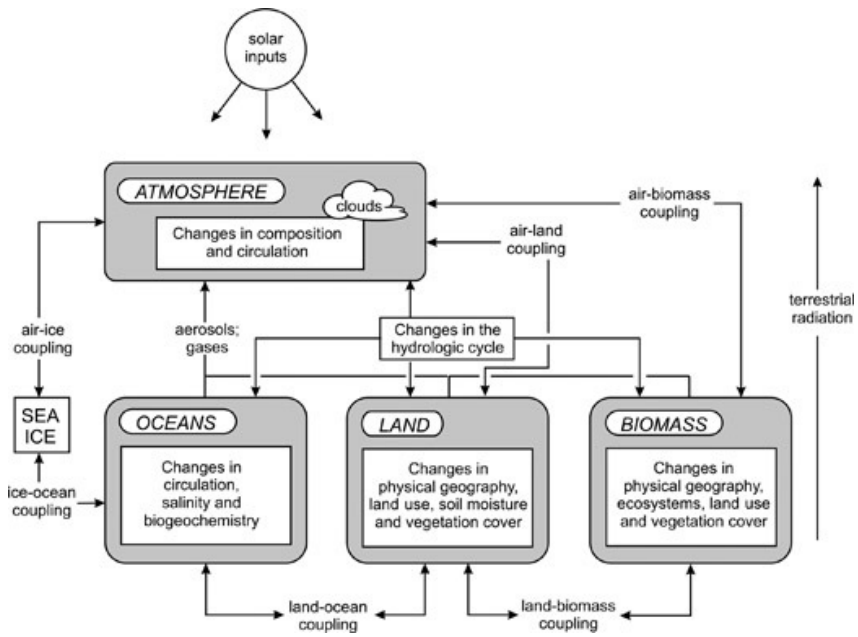 solar
inputs
ATMOSPHERE
clouds
Changes in composition
and circulation
air-biomass
coupling
air-land
coupling
terrestrial
radiation
air-ice
coupling
aerosols;
gases
Changes in the
hydrologic cycle
SEA
ICE
ice-ocean
coupling
OCEANS
Changes in
circulation,
salinity and
biogeochemistry
LAND
Changes in
physical geography,
land use, soil moisture
and vegetation cover
BIOMASS
Changes in
physical geography,
ecosystems, land use
and vegetation cover
land-ocean
coupling
land-biomass
coupling